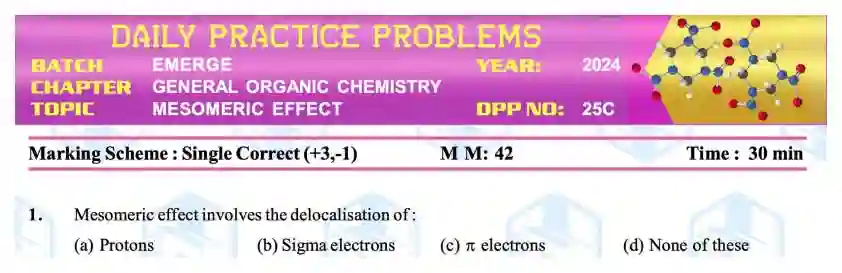 DAILY PRACTICE PROBLEMS
BATCH EMERGE YEAR: 2024
CHAPTER GENERAL ORGANIC CHEMISTRY
TOPIC MESOMERIC EFFECT DPP NO: 25C
Marking Scheme : Single Correct (+3,-1) M M: 42 Time : 30 min
1. Mesomeric effect involves the delocalisation of :
(a) Protons (b) Sigma electrons (c) π electrons (d) None of these